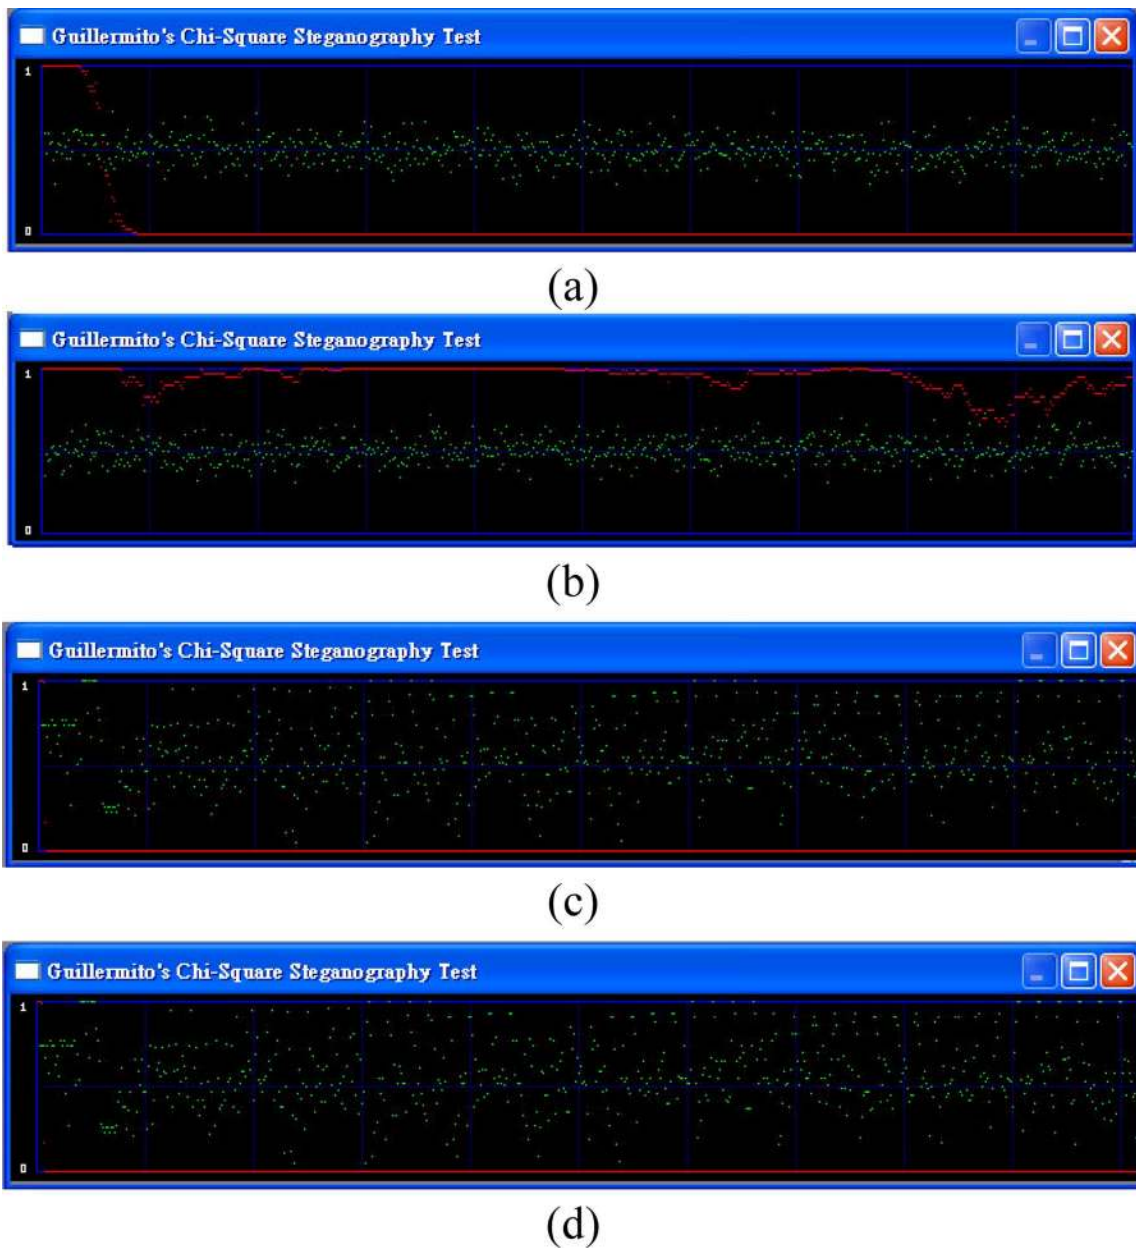 Guillermito's Chi-Square Steganography Test
1
0
(a)
Guillermito's Chi-Square Steganography Test
1
0
(b)
Guillermito's Chi-Square Steganography Test
1
0
(c)
Guillermito's Chi-Square Steganography Test
1
0
(d)